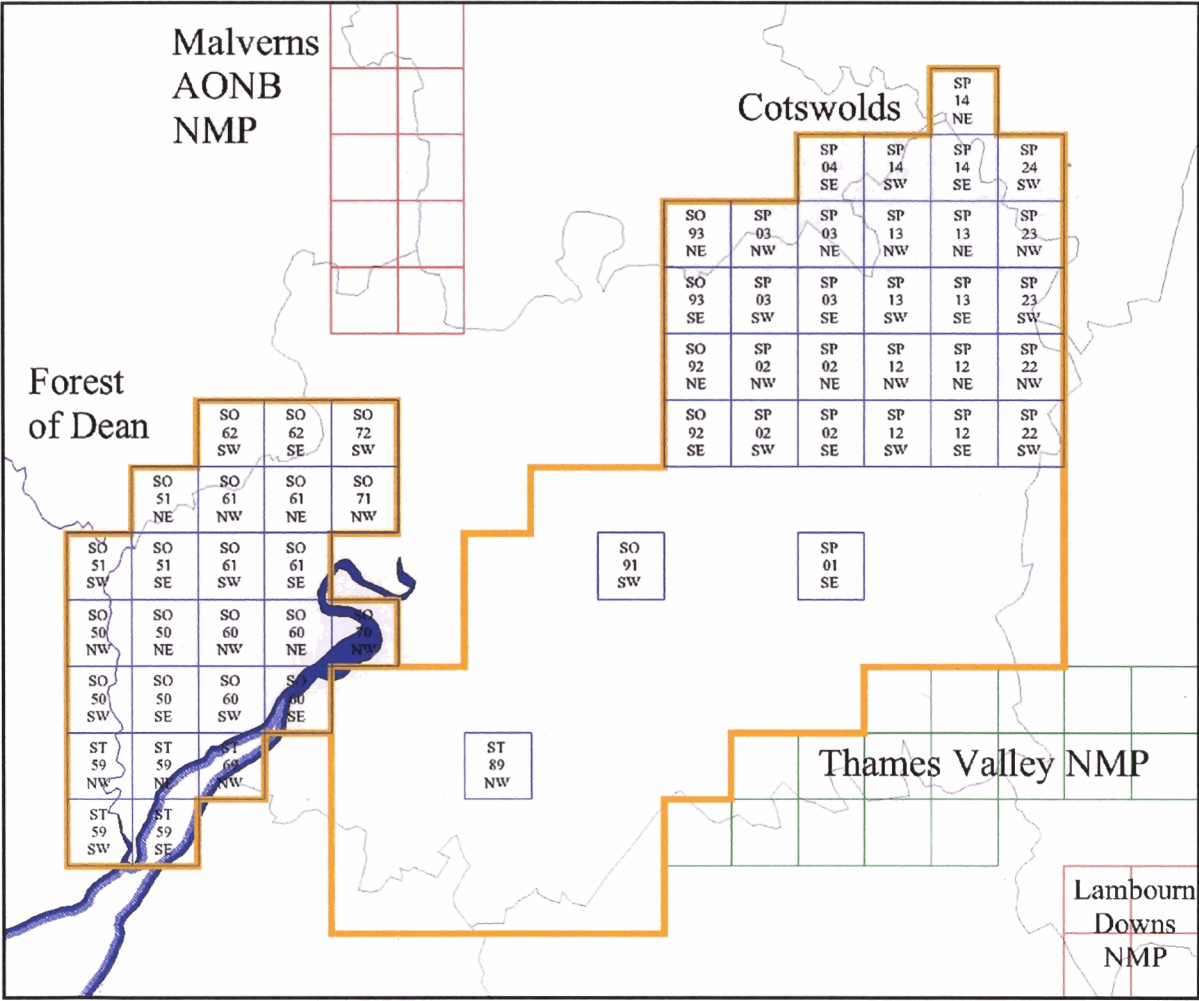 Malverns
AONB
NMP
Cotswolds
SP
14
NE
SP
04
SE
SP
14
SW
SP
14
SE
SP
24
SW
SO
93
NE
SP
03
NW
SP
03
NE
SP
13
NW
SP
13
NE
SP
23
NW
SO
93
SE
SP
03
SW
SP
03
SE
SP
13
SW
SP
13
SE
SP
23
SW
SO
92
NE
SP
02
NW
SP
02
NE
SP
12
NW
SP
12
NE
SP
22
NW
SO
92
SE
SP
02
SW
SP
02
SE
SP
12
SW
SP
12
SE
SP
22
SW
Forest
of Dean
SO
62
SW
SO
62
SE
SO
72
SW
SO
51
NE
SO
61
NW
SO
61
NE
SO
71
NW
SO
51
SW
SO
51
SE
SO
61
SW
SO
61
SE
SO
91
SW
SP
01
SE
SO
50
NW
SO
50
NE
SO
60
NW
SO
60
NE
SO
70
NW
SO
50
SW
SO
50
SE
SO
60
SW
SO
60
SE
ST
59
NW
ST
59
NE
ST
69
NW
ST
89
NW
Thames Valley NMP
ST
59
SW
ST
59
SE
Lambourn
Downs
NMP